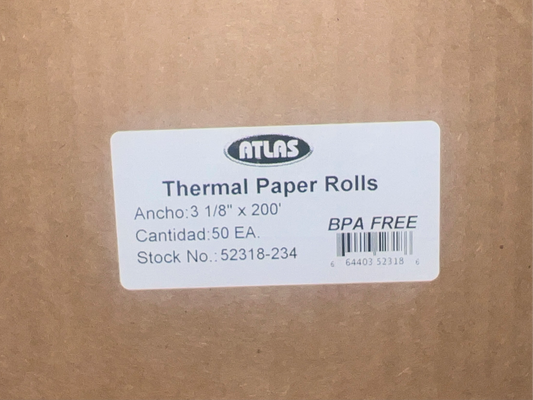 ATLAS
Thermal Paper Rolls
Ancho:3 1/8" x 200'
Cantidad:50 EA.
Stock No.:52318-234
BPA FREE
6 64403 52318 6